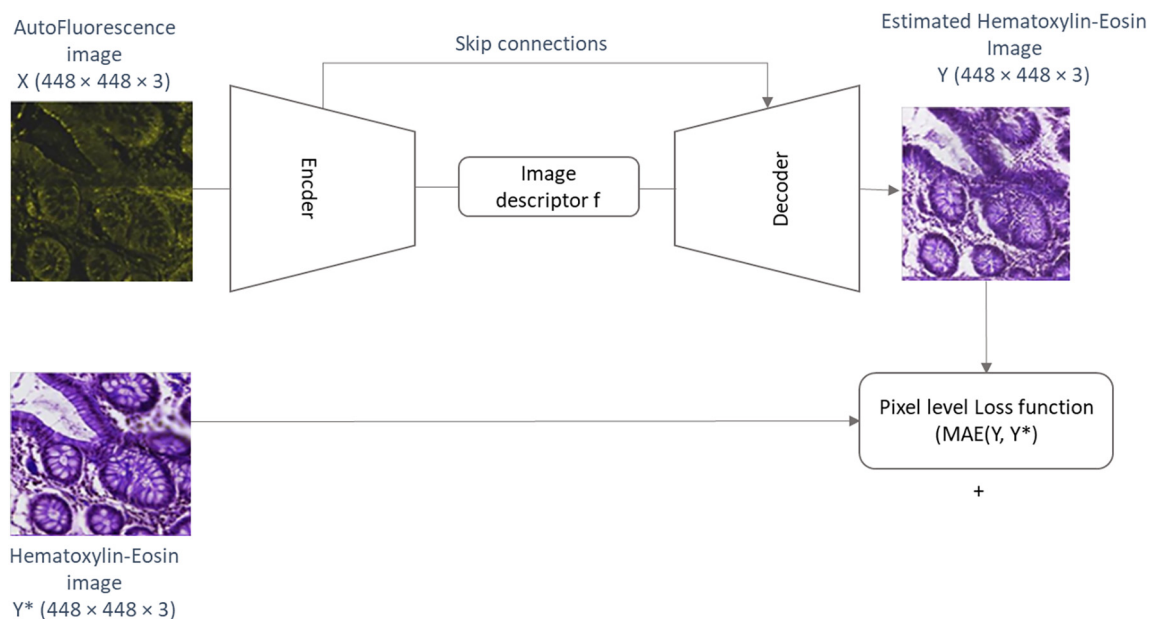 AutoFluorescence
image
X (448 × 448 × 3)
Skip connections
Estimated Hematoxylin-Eosin
Image
Y (448 × 448 × 3)
Encder
Image
descriptor f
Decoder
Pixel level Loss function
(MAE(Y, Y*)
+
Hematoxylin-Eosin
image
Y* (448 × 448 × 3)